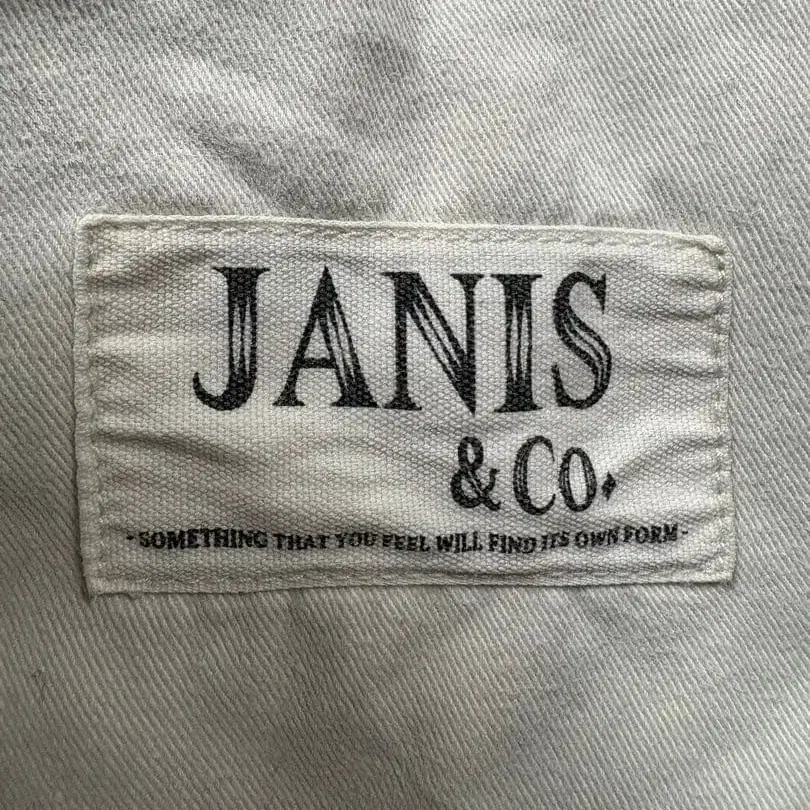 JANIS
& CO.
- SOMETHING THAT YOU FEEL WILL FIND ITS OWN FORM -